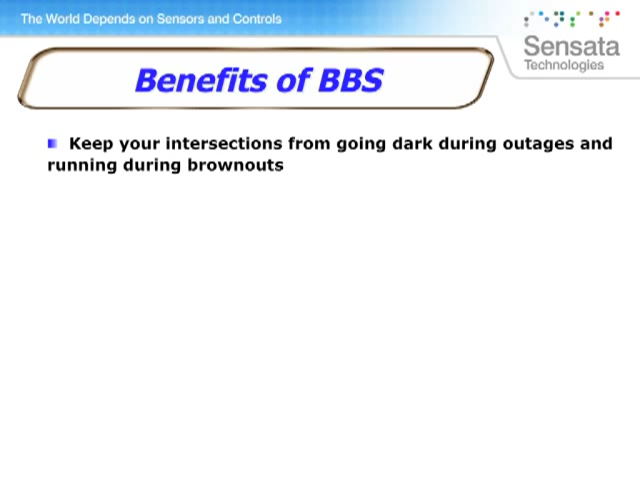 The World Depends on Sensors and Controls
Sensata
Technologies
Benefits of BBS
Keep your intersections from going dark during outages and
running during brownouts